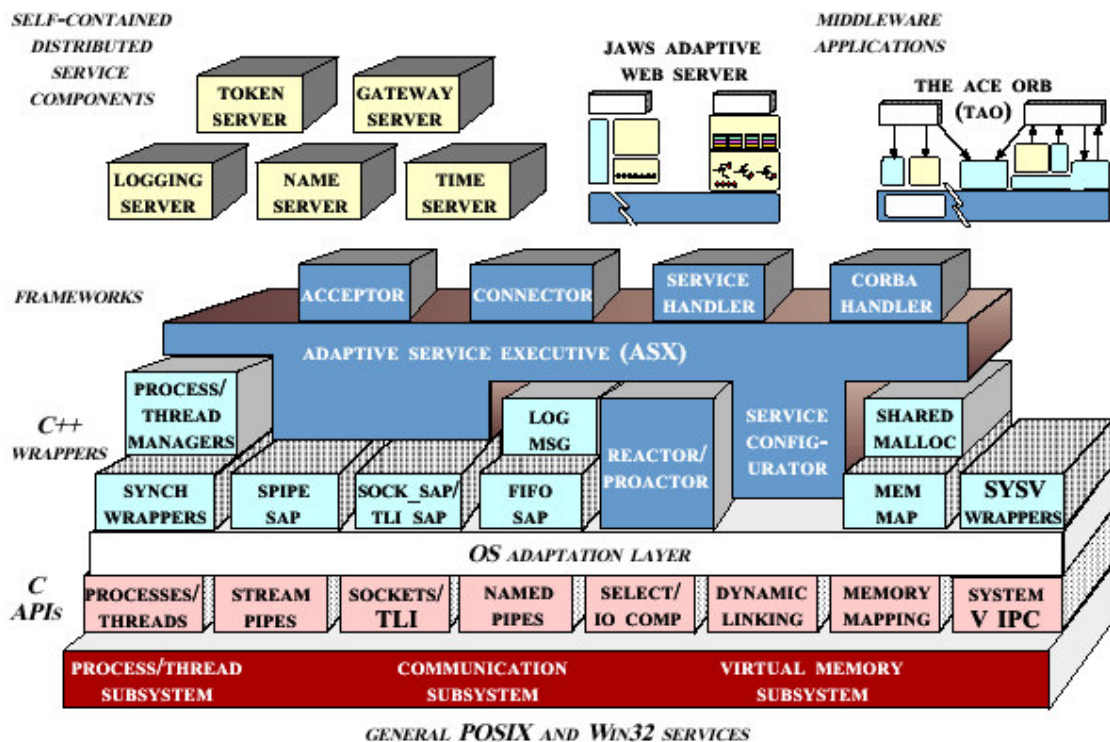 SELF-CONTAINED
DISTRIBUTED
SERVICE
COMPONENTS
MIDDLEWARE
APPLICATIONS
JAWS ADAPTIVE
WEB SERVER
THE ACE ORB
(TAO)
TOKEN
SERVER
GATEWAY
SERVER
LOGGING
SERVER
NAME
SERVER
TIME
SERVER
FRAMEWORKS
ACCEPTOR
CONNECTOR
SERVICE
HANDLER
CORBA
HANDLER
ADAPTIVE SERVICE EXECUTIVE (ASX)
C++
WRAPPERS
PROCESS/
THREAD
MANAGERS
LOG
MSG
REACTOR/
PROACTOR
SERVICE
CONFIG-
URATOR
SHARED
MALLOC
SYNCH
WRAPPERS
SPIPE
SAP
SOCK_SAP/
TLI SAP
FIFO
SAP
MEM
MAP
SYSV
WRAPPERS
OS ADAPTATION LAYER
C
APIs
PROCESSES/
THREADS
STREAM
PIPES
SOCKETS/
TLI
NAMED
PIPES
SELECT/
IO COMP
DYNAMIC
LINKING
MEMORY
MAPPING
SYSTEM
V IPC
PROCESS/THREAD
SUBSYSTEM
COMMUNICATION
SUBSYSTEM
VIRTUAL MEMORY
SUBSYSTEM
GENERAL POSIX AND WIN32 SERVICES